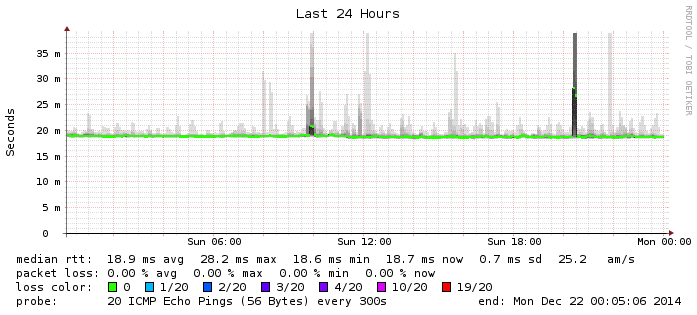 Last 24 Hours
RRDTOOL / TOBI OETIKER
Seconds
35 m
30 m
25 m
20 m
15 m
10 m
5 m
0
Sun 06:00 Sun 12:00 Sun 18:00 Mon 00:00
median rtt: 18.9 ms avg 28.2 ms max 18.6 ms min 18.7 ms now 0.7 ms sd 25.2 am/s
packet loss: 0.00 % avg 0.00 % max 0.00 % min 0.00 % now
loss color: 0 1/20 2/20 3/20 4/20 10/20 19/20
probe: 20 ICMP Echo Pings (56 Bytes) every 300s end: Mon Dec 22 00:05:06 2014